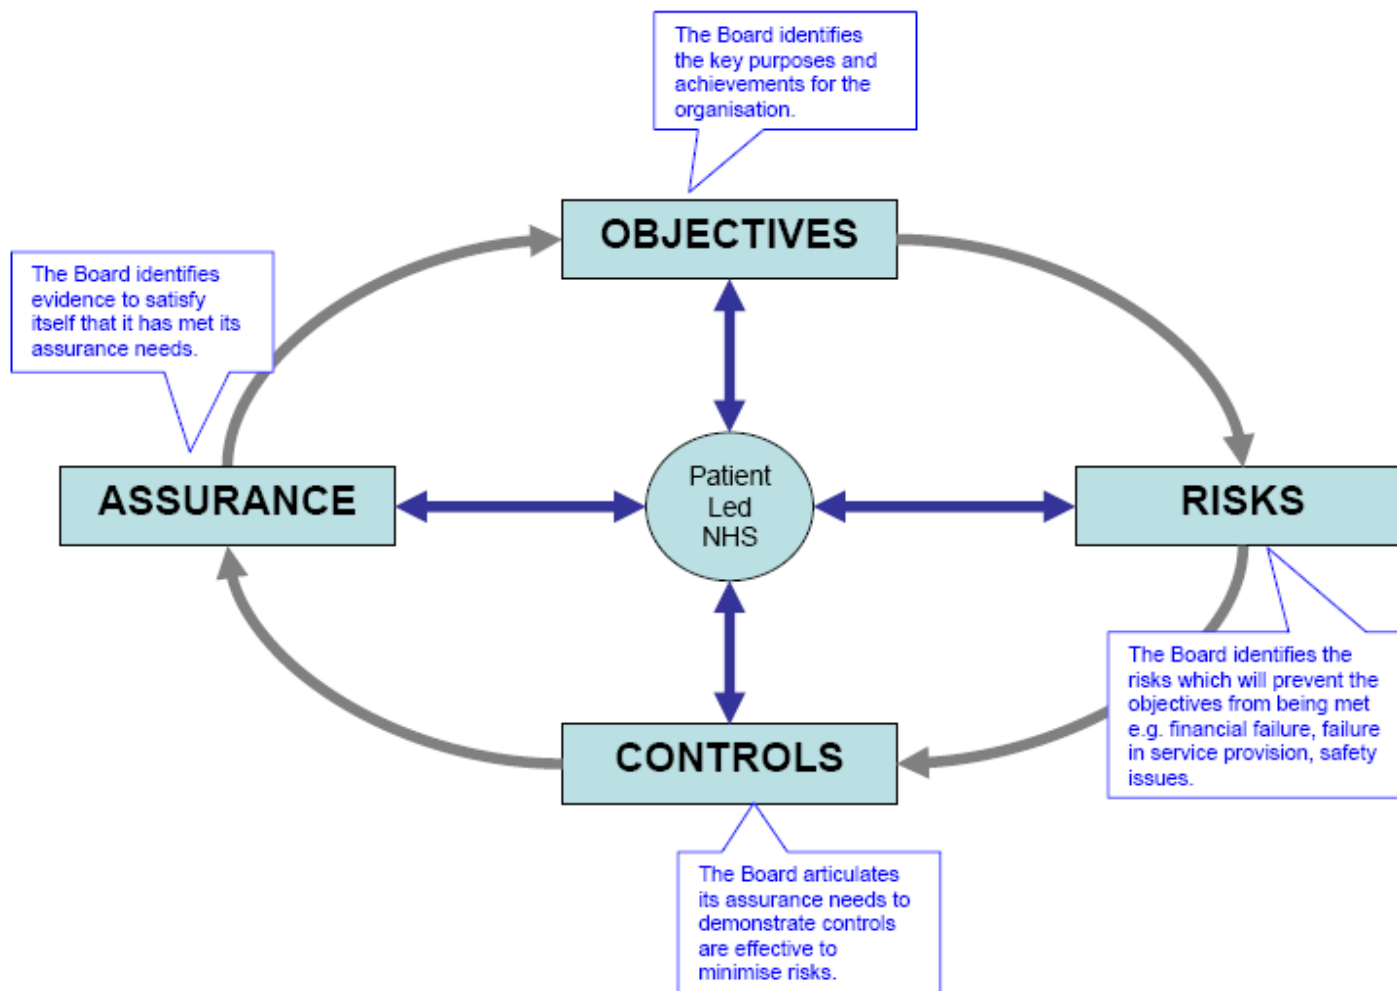 The Board identifies
the key purposes and
achievements for the
organisation.
OBJECTIVES
The Board identifies
evidence to satisfy
itself that it has met its
assurance needs.
ASSURANCE
Patient
Led
NHS
RISKS
The Board identifies the
risks which will prevent the
objectives from being met
e.g. financial failure, failure
in service provision, safety
issues.
CONTROLS
The Board articulates
its assurance needs to
demonstrate controls
are effective to
minimise risks.